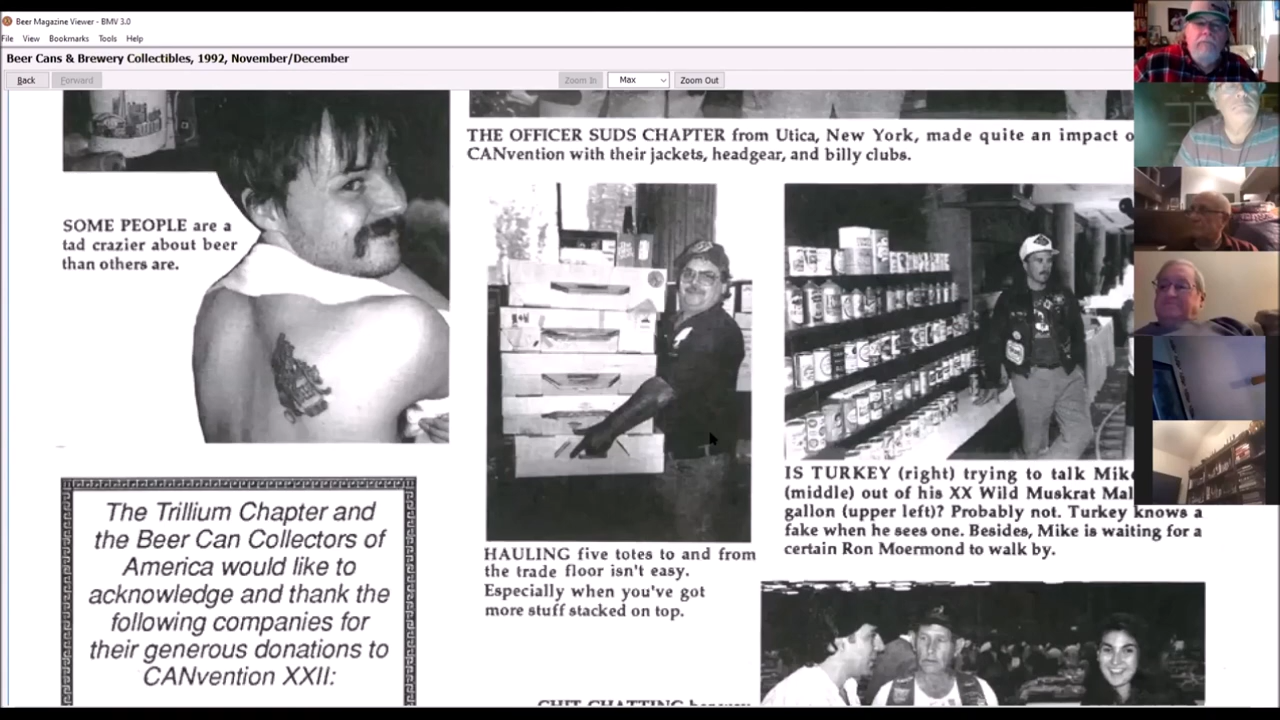 Beer Magazine Viewer - BMV 3.0
File View Bookmarks Tools Help
Beer Cans & Brewery Collectibles, 1992, November/December
Back Forward Zoom In Max Zoom Out
THE OFFICER SUDS CHAPTER from Utica, New York, made quite an impact o
CANvention with their jackets, headgear, and billy clubs.
SOME PEOPLE are a
tad crazier about beer
than others are.
The Trillium Chapter and
the Beer Can Collectors of
America would like to
acknowledge and thank the
following companies for
their generous donations to
CANvention XXII:
HAULING five totes to and from
the trade floor isn't easy.
Especially when you've got
more stuff stacked on top.
IS TURKEY (right) trying to talk Mike
(middle) out of his XX Wild Muskrat Mal
gallon (upper left)? Probably not. Turkey knows a
fake when he sees one. Besides, Mike is waiting for a
certain Ron Moermond to walk by.
CHIT CHATTING